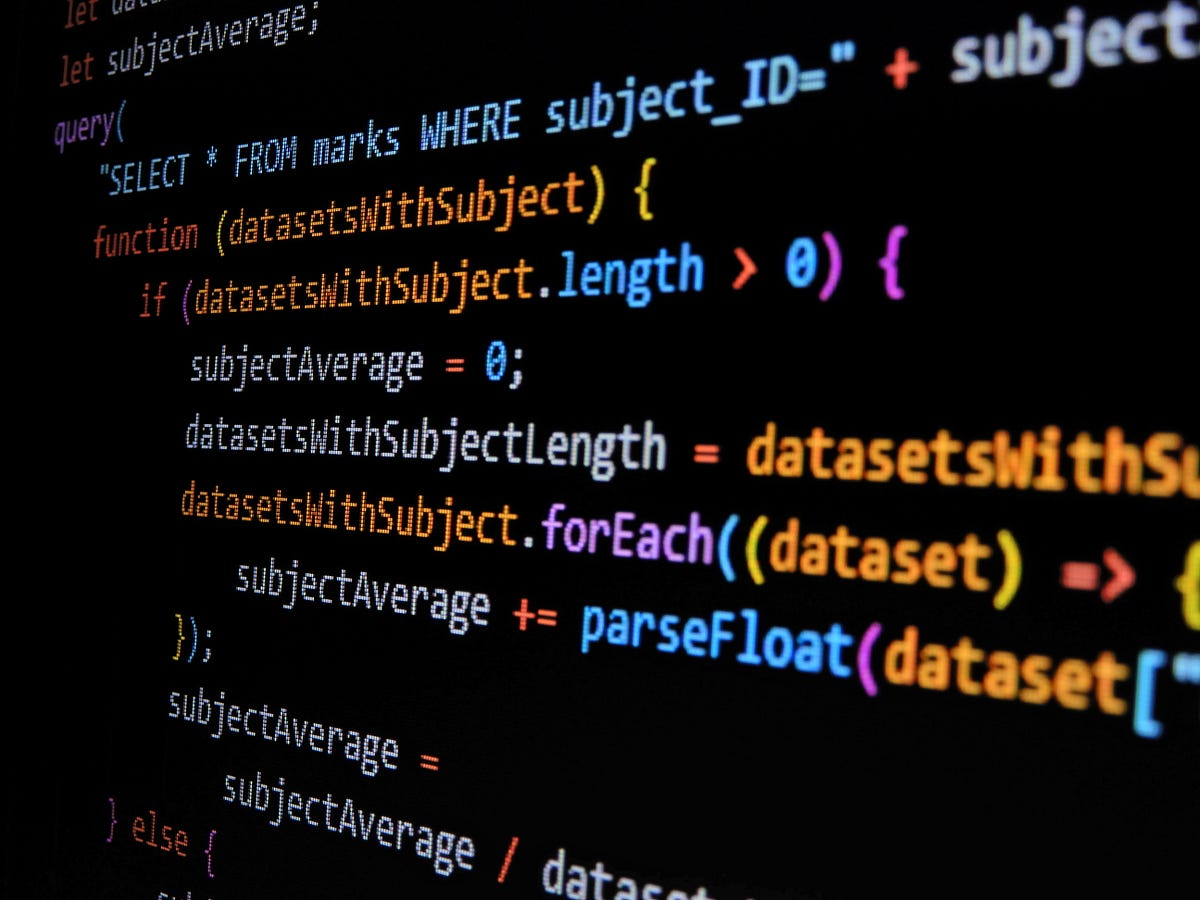 let
let subjectAverage;
query(
"SELECT * FROM marks WHERE subject_ID=" + subject
function (datasetsWithSubject) {
if (datasetsWithSubject.length > 0) {
subjectAverage = 0;
datasetsWithSubjectLength = datasetsWithSu
datasetsWithSubject.forEach((dataset) => {
subjectAverage += parseFloat(dataset["
});
subjectAverage =
subjectAverage / dataset
} else {